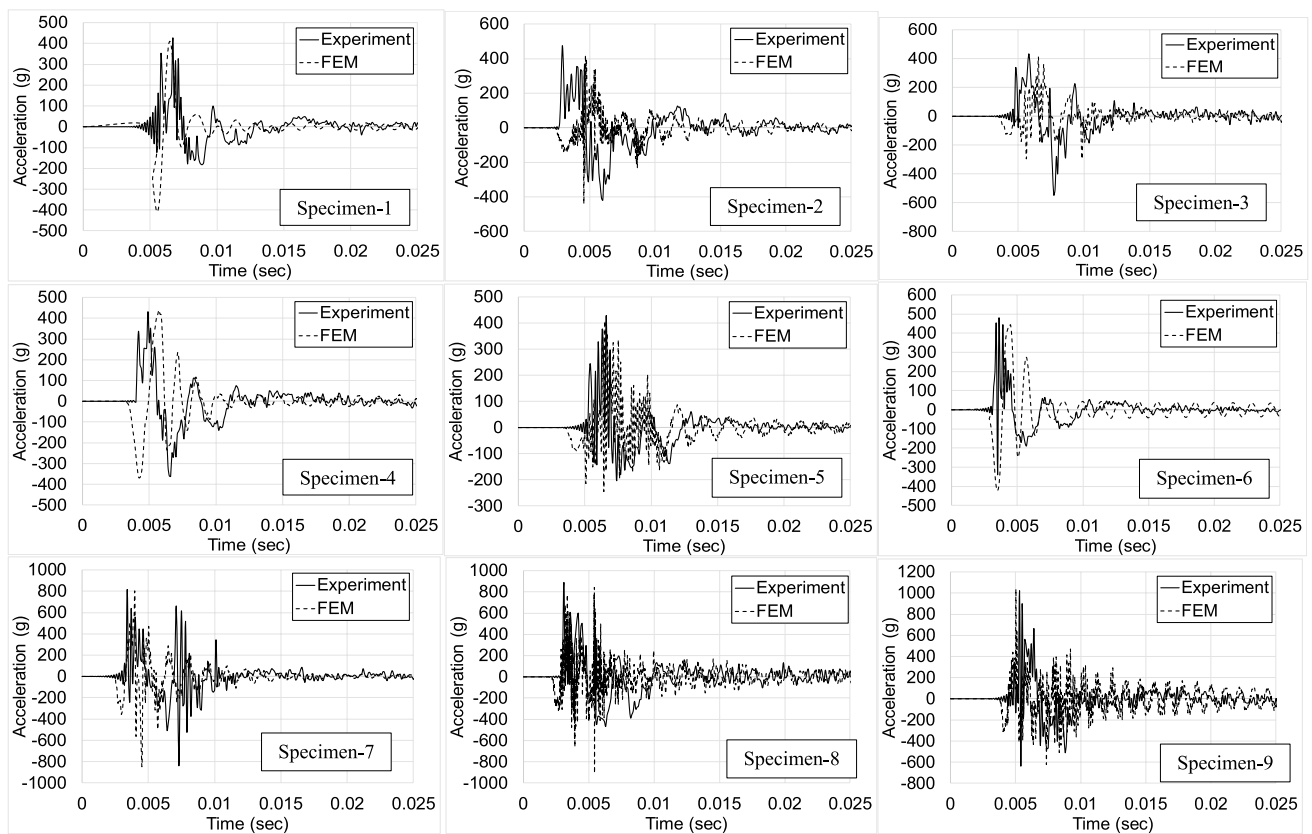 500
400
300
200
100
0
-100
-200
-300
-400
-500
Acceleration (g)
Experiment
FEM
Specimen-1
0 0.005 0.01 0.015 0.02 0.025
Time (sec)
600
400
200
0
-200
-400
-600
Acceleration (g)
Experiment
FEM
Specimen-2
0 0.005 0.01 0.015 0.02 0.025
Time (sec)
600
400
200
0
-200
-400
-600
-800
Acceleration (g)
Experiment
FEM
Specimen-3
0 0.005 0.01 0.015 0.02 0.025
Time (sec)
500
400
300
200
100
0
-100
-200
-300
-400
-500
Acceleration (g)
Experiment
FEM
Specimen-4
0 0.005 0.01 0.015 0.02 0.025
Time (sec)
500
400
300
200
100
0
-100
-200
-300
Acceleration (g)
Experiment
FEM
Specimen-5
0 0.005 0.01 0.015 0.02 0.025
Time (sec)
600
500
400
300
200
100
0
-100
-200
-300
-400
-500
Acceleration (g)
Experiment
FEM
Specimen-6
0 0.005 0.01 0.015 0.02 0.025
Time (sec)
1000
800
600
400
200
0
-200
-400
-600
-800
-1000
Acceleration (g)
Experiment
FEM
Specimen-7
0 0.005 0.01 0.015 0.02 0.025
Time (sec)
1000
800
600
400
200
0
-200
-400
-600
-800
-1000
Acceleration (g)
Experiment
FEM
Specimen-8
0 0.005 0.01 0.015 0.02 0.025
Time (sec)
1200
1000
800
600
400
200
0
-200
-400
-600
-800
Acceleration (g)
Experiment
FEM
Specimen-9
0 0.005 0.01 0.015 0.02 0.025
Time (sec)